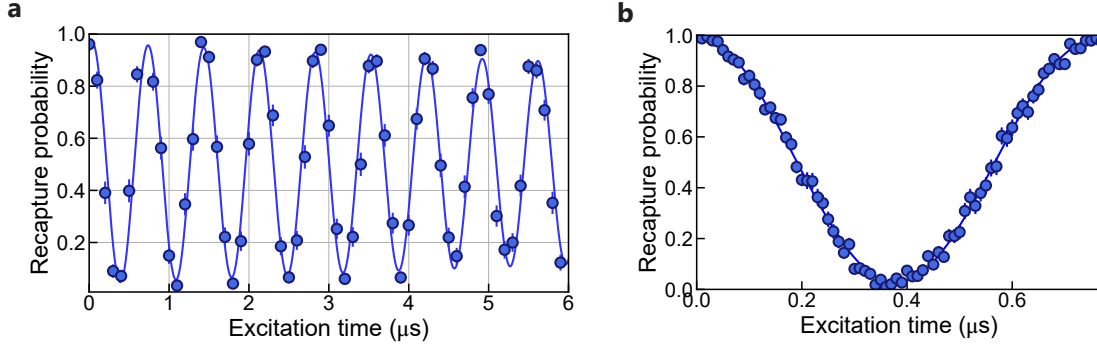 a
Recapture probability
1.0
0.8
0.6
0.4
0.2
0 1 2 3 4 5 6
Excitation time (μs)
b
Recapture probability
1.0
0.8
0.6
0.4
0.2
0.0
0.0 0.2 0.4 0.6
Excitation time (μs)